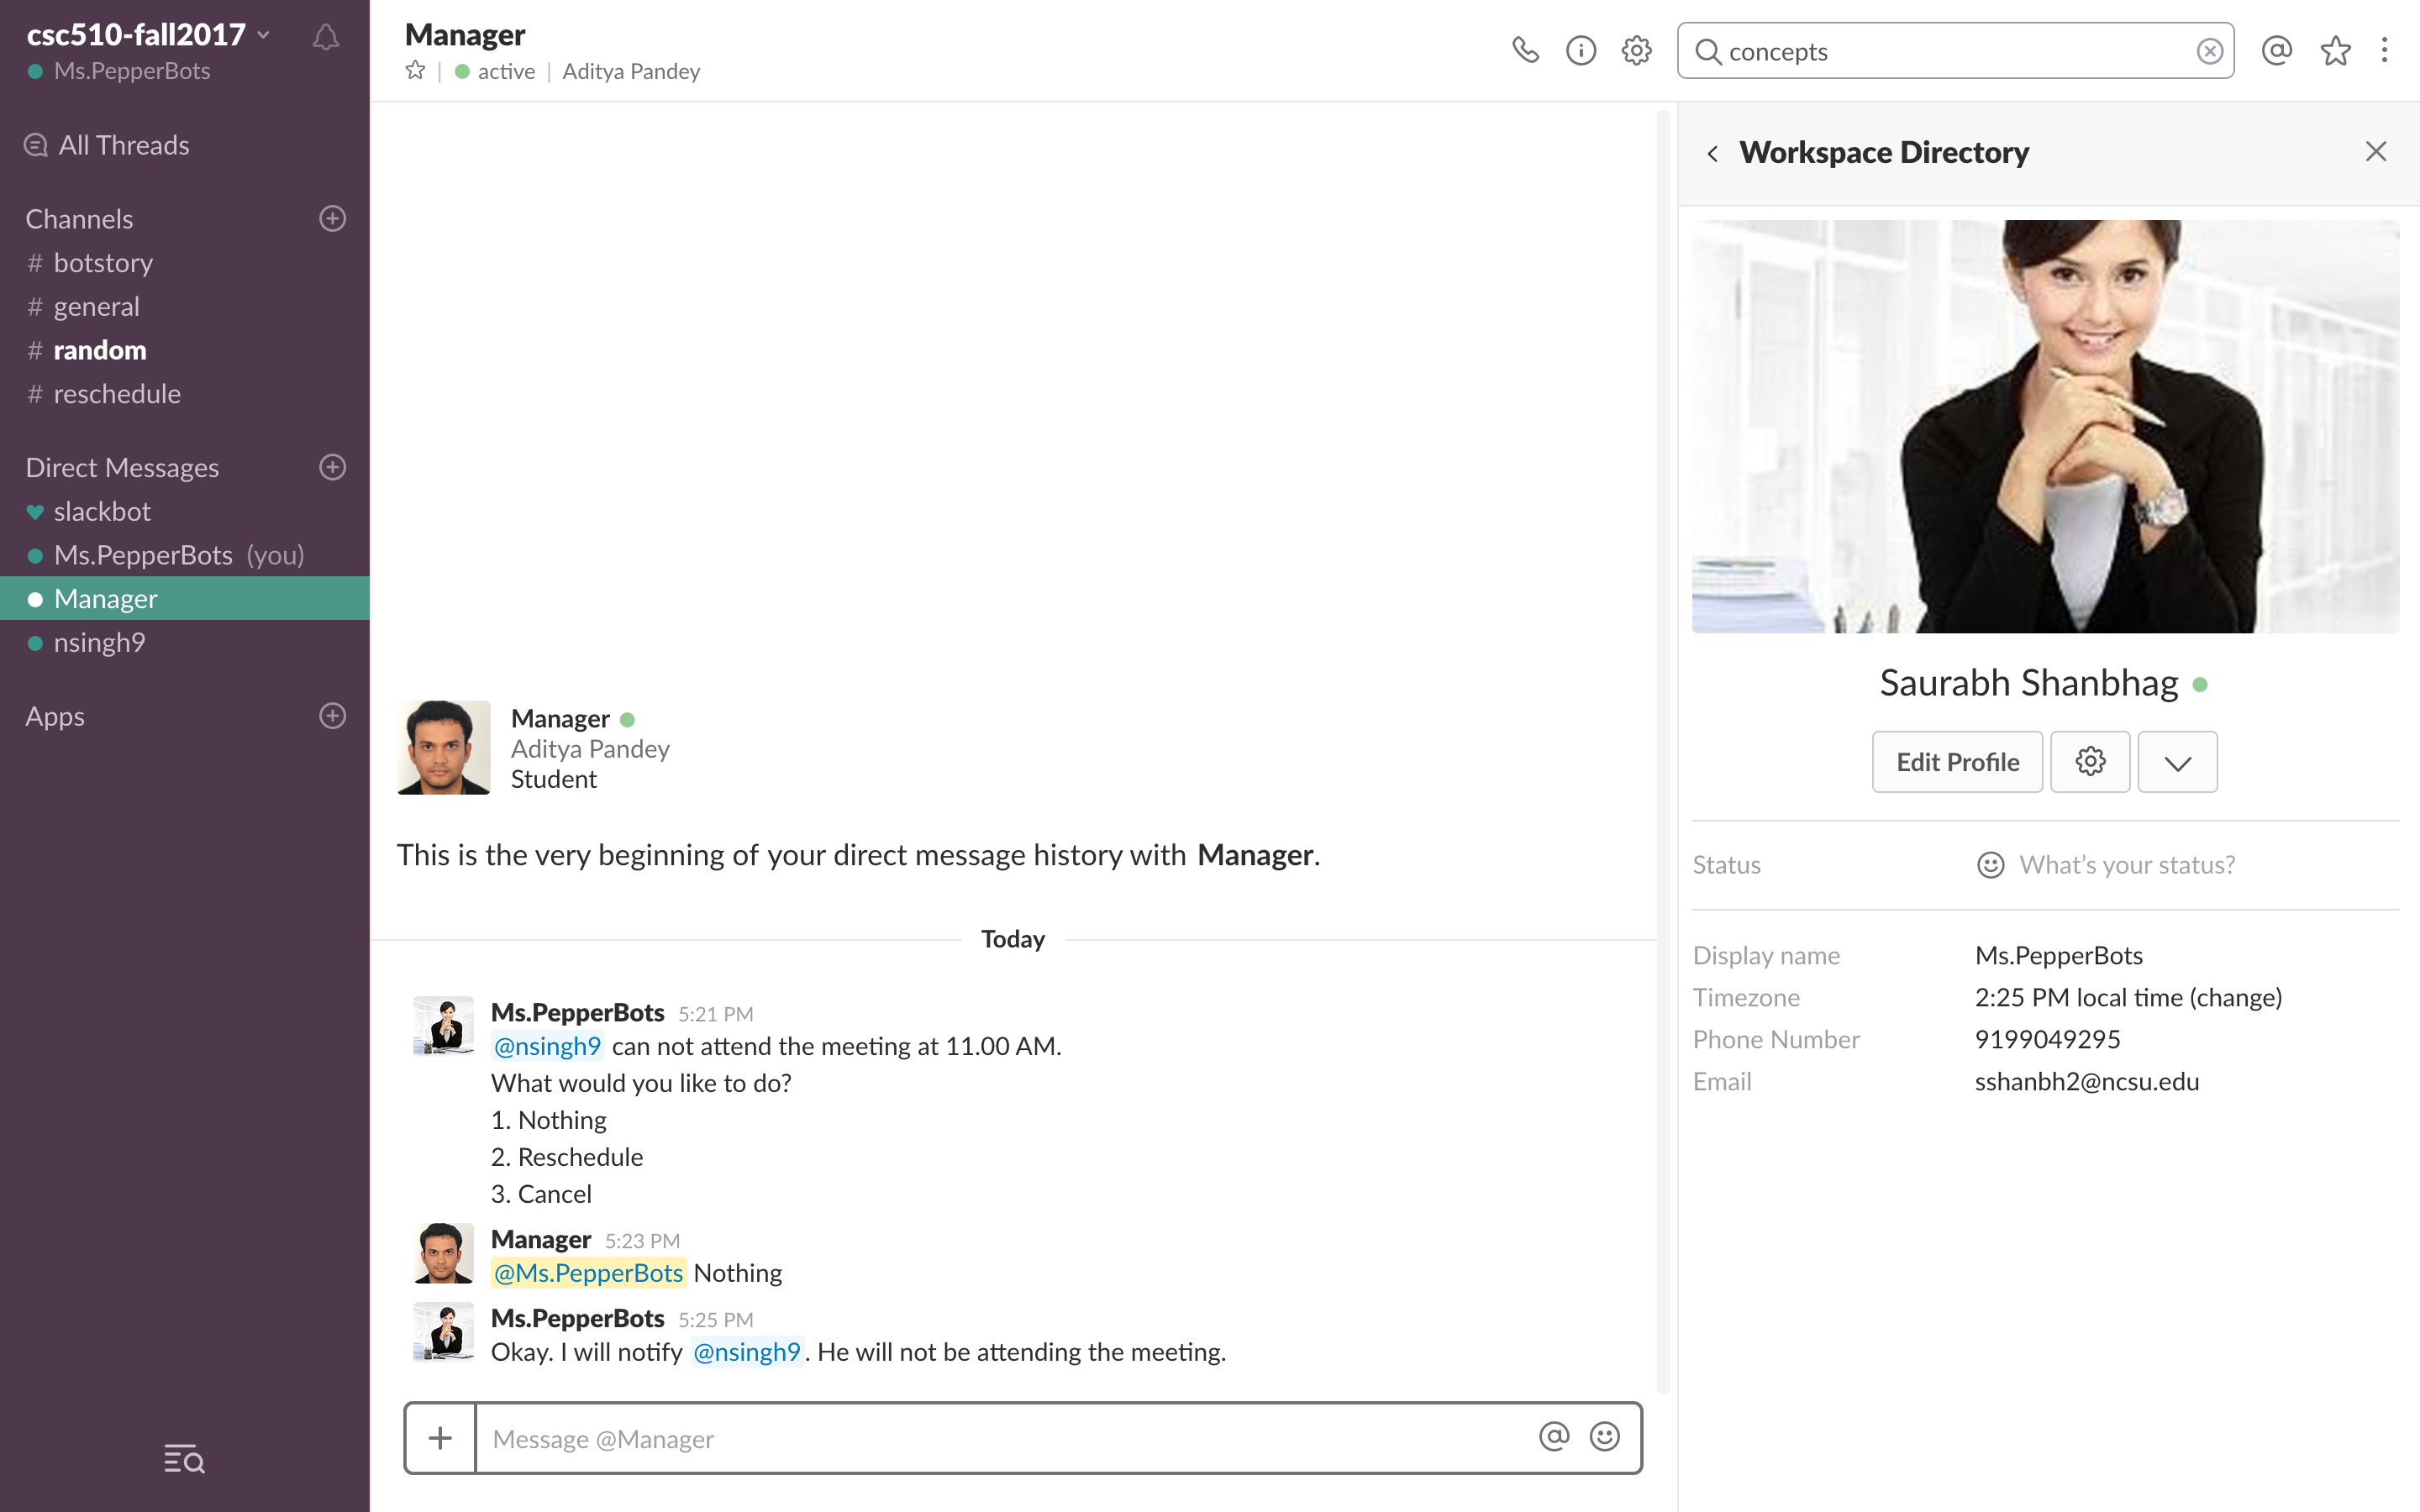 csc510-fall2017
Ms.PepperBots
All Threads
Channels
# botstory
# general
# random
# reschedule
Direct Messages
slackbot
Ms.PepperBots (you)
Manager
nsingh9
Apps
Manager
active | Aditya Pandey
concepts
Manager
Aditya Pandey
Student
This is the very beginning of your direct message history with Manager.
Today
Ms.PepperBots 5:21 PM
@nsingh9 can not attend the meeting at 11.00 AM.
What would you like to do?
1. Nothing
2. Reschedule
3. Cancel
Manager 5:23 PM
@Ms.PepperBots Nothing
Ms.PepperBots 5:25 PM
Okay. I will notify @nsingh9. He will not be attending the meeting.
Message @Manager
Workspace Directory
Saurabh Shanbhag
Edit Profile
Status What's your status?
Display name Ms.PepperBots
Timezone 2:25 PM local time (change)
Phone Number 9199049295
Email sshanbh2@ncsu.edu